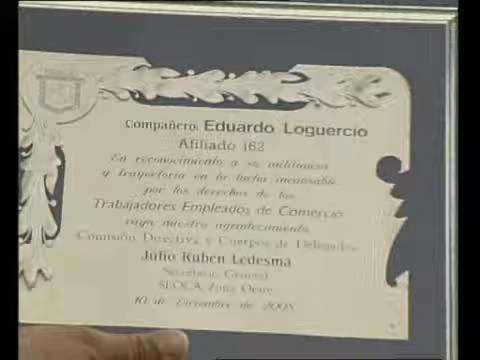 Compañero: Eduardo Loguercio
Afiliado 162
En reconocimiento a su militancia
y trayectoria en la lucha incansable
por los derechos de los
Trabajadores Empleados de Comercio
vaya nuestro agradecimiento.
Comisión Directiva y Cuerpos de Delegados
Julio Rubén Ledesma
Secretario General
SEOCA Zona Oeste
10 de Diciembre de 2008